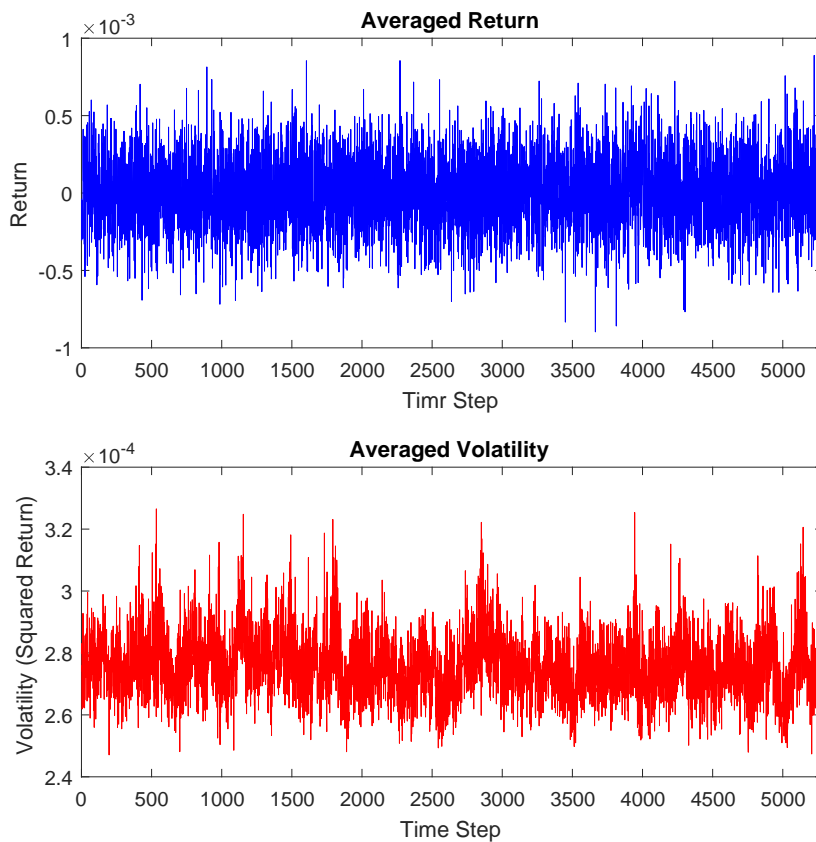 Averaged Return
×10-3
1
0.5
0
-0.5
-1
Return
0 500 1000 1500 2000 2500 3000 3500 4000 4500 5000
Timr Step
Averaged Volatility
×10-4
3.4
3.2
3
2.8
2.6
2.4
Volatility (Squared Return)
0 500 1000 1500 2000 2500 3000 3500 4000 4500 5000
Time Step